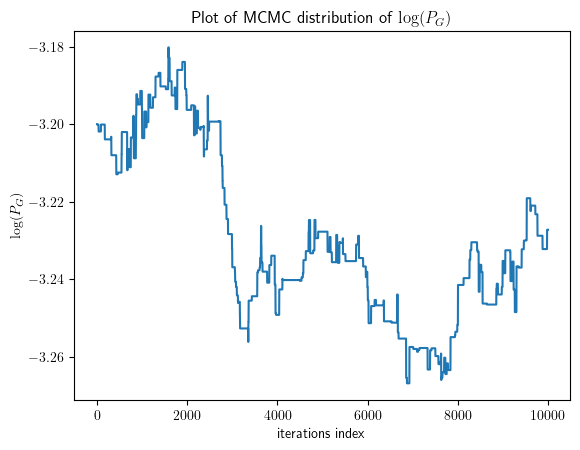 Plot of MCMC distribution of log(P_G)
log(P_G)
−3.18
−3.20
−3.22
−3.24
−3.26
0 2000 4000 6000 8000 10000
iterations index